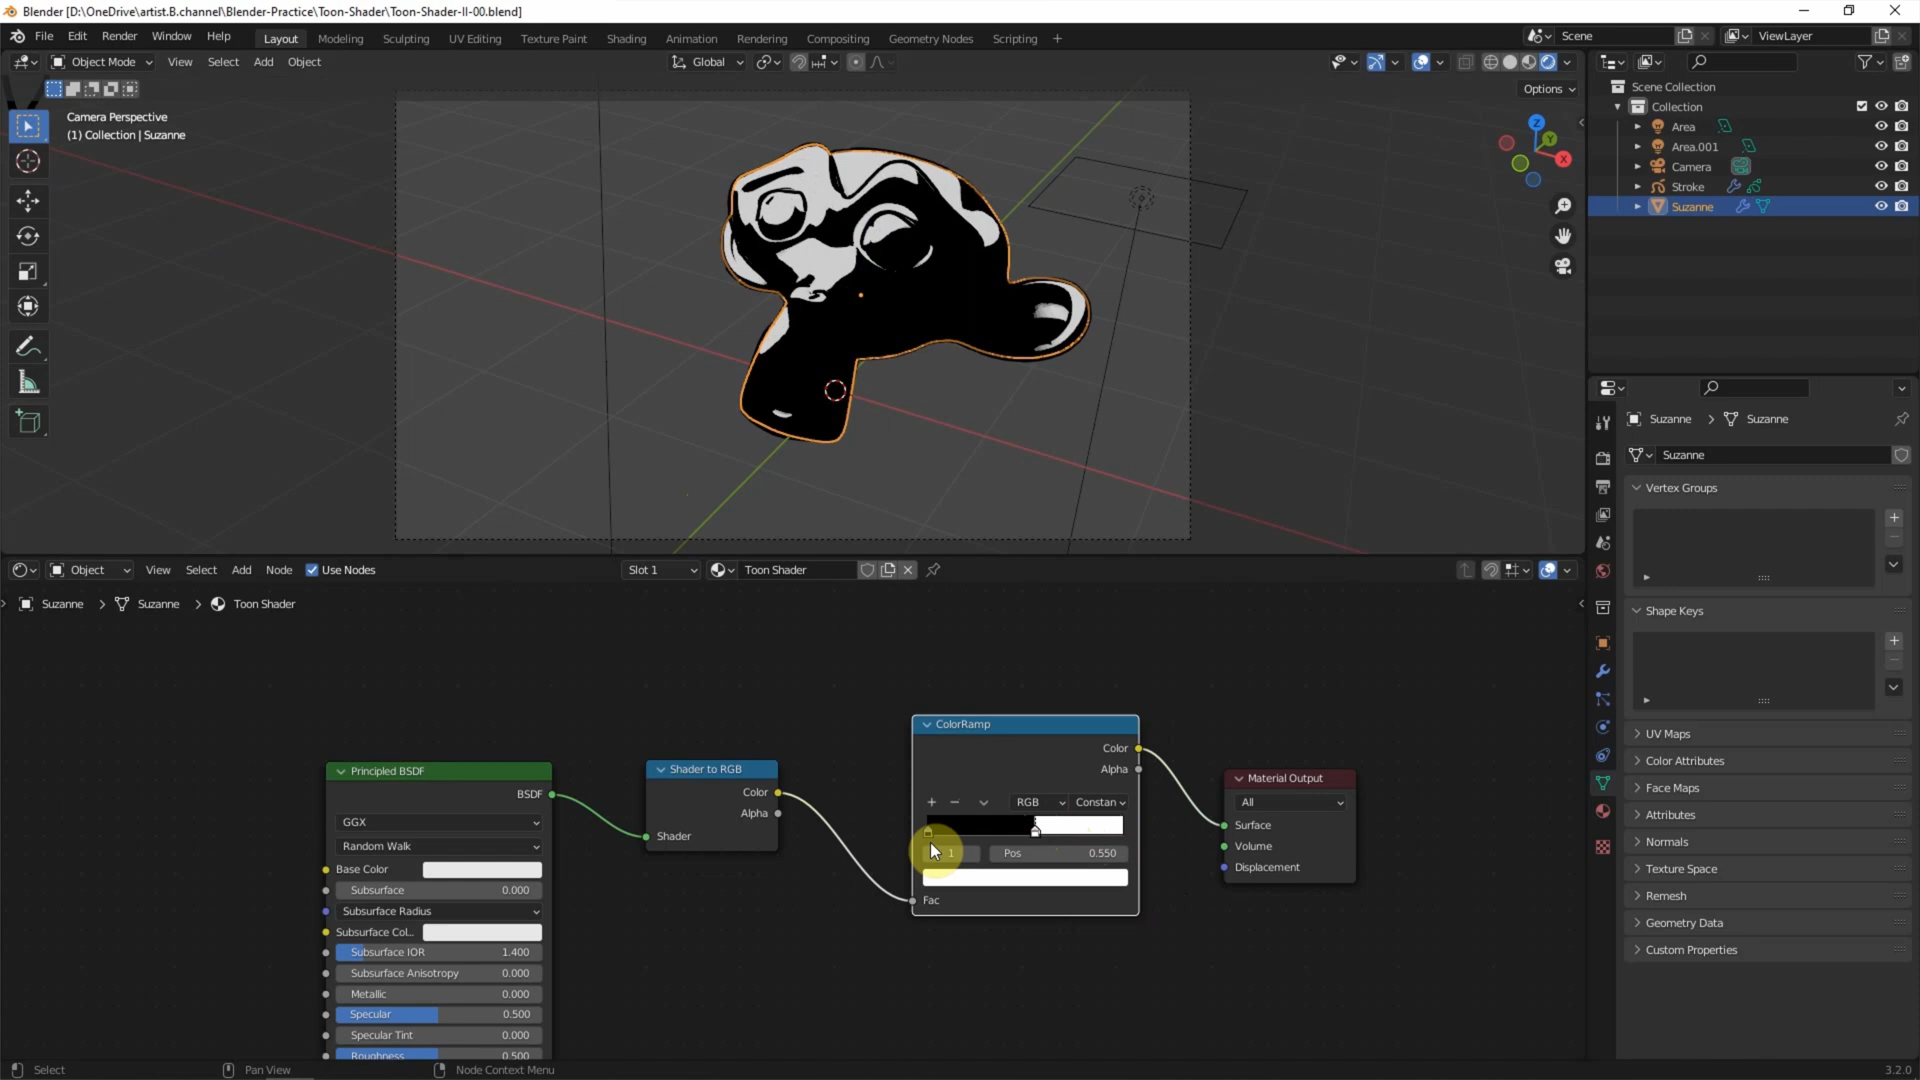 Blender [D:\OneDrive\artist.B.channel\Blender-Practice\Toon-Shader\Toon-Shader-II-00.blend]
File Edit Render Window Help Layout Modeling Sculpting UV Editing Texture Paint Shading Animation Rendering Compositing Geometry Nodes Scripting + Scene ViewLayer
Object Mode View Select Add Object Global
Options
Camera Perspective
(1) Collection | Suzanne
Z
Y
X
Scene Collection
Collection
Area
Area.001
Camera
Stroke
Suzanne
Suzanne > Suzanne
Suzanne
Vertex Groups
Shape Keys
UV Maps
Color Attributes
Face Maps
Attributes
Normals
Texture Space
Remesh
Geometry Data
Custom Properties
Object View Select Add Node Use Nodes Slot 1 Toon Shader
Suzanne > Suzanne > Toon Shader
Principled BSDF
BSDF
GGX
Random Walk
Base Color
Subsurface 0.000
Subsurface Radius
Subsurface Col...
Subsurface IOR 1.400
Subsurface Anisotropy 0.000
Metallic 0.000
Specular 0.500
Specular Tint 0.000
Roughness 0.500
Shader to RGB
Color
Alpha
Shader
ColorRamp
Color
Alpha
+ − RGB Constan
1 Pos 0.550
Fac
Material Output
All
Surface
Volume
Displacement
Select Pan View Node Context Menu 3.2.0